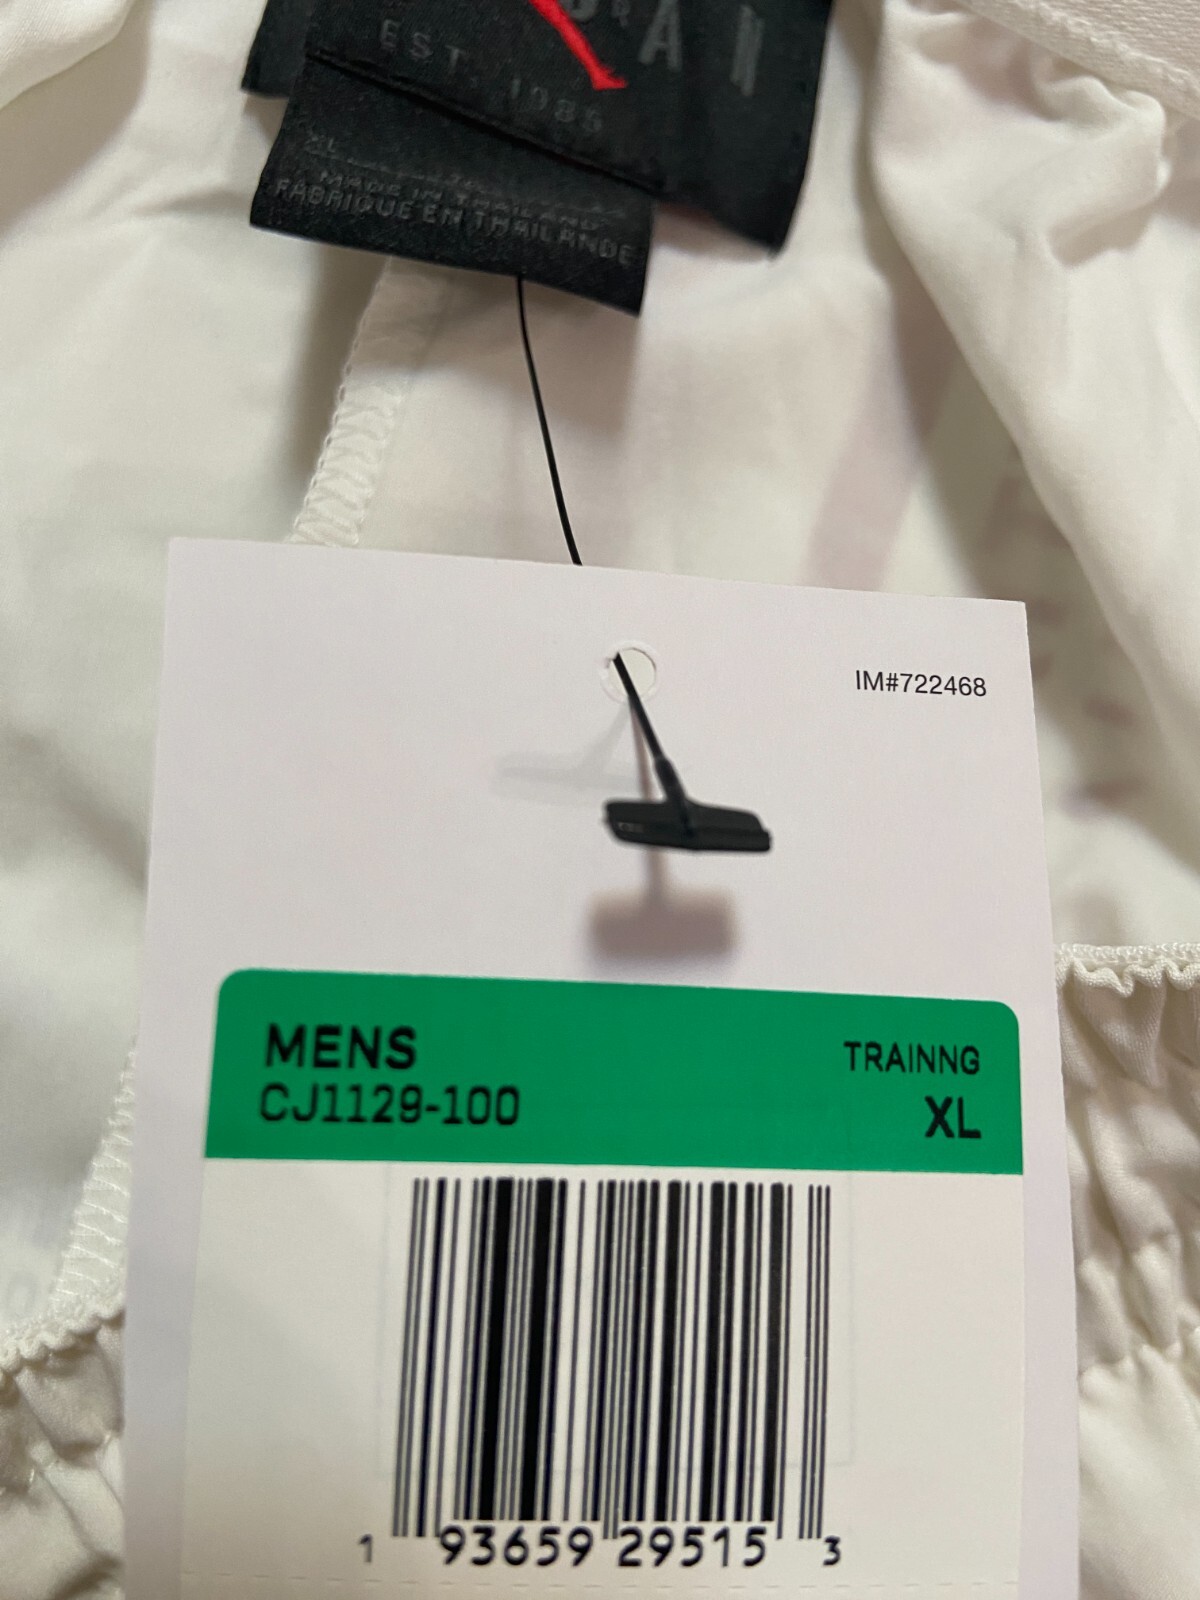 EST. 1985
XL
MADE IN THAILAND
FABRIQUE EN THAILANDE
IM#722468
MENS
TRAINNG
CJ1129-100
XL
1 93659 29515 3